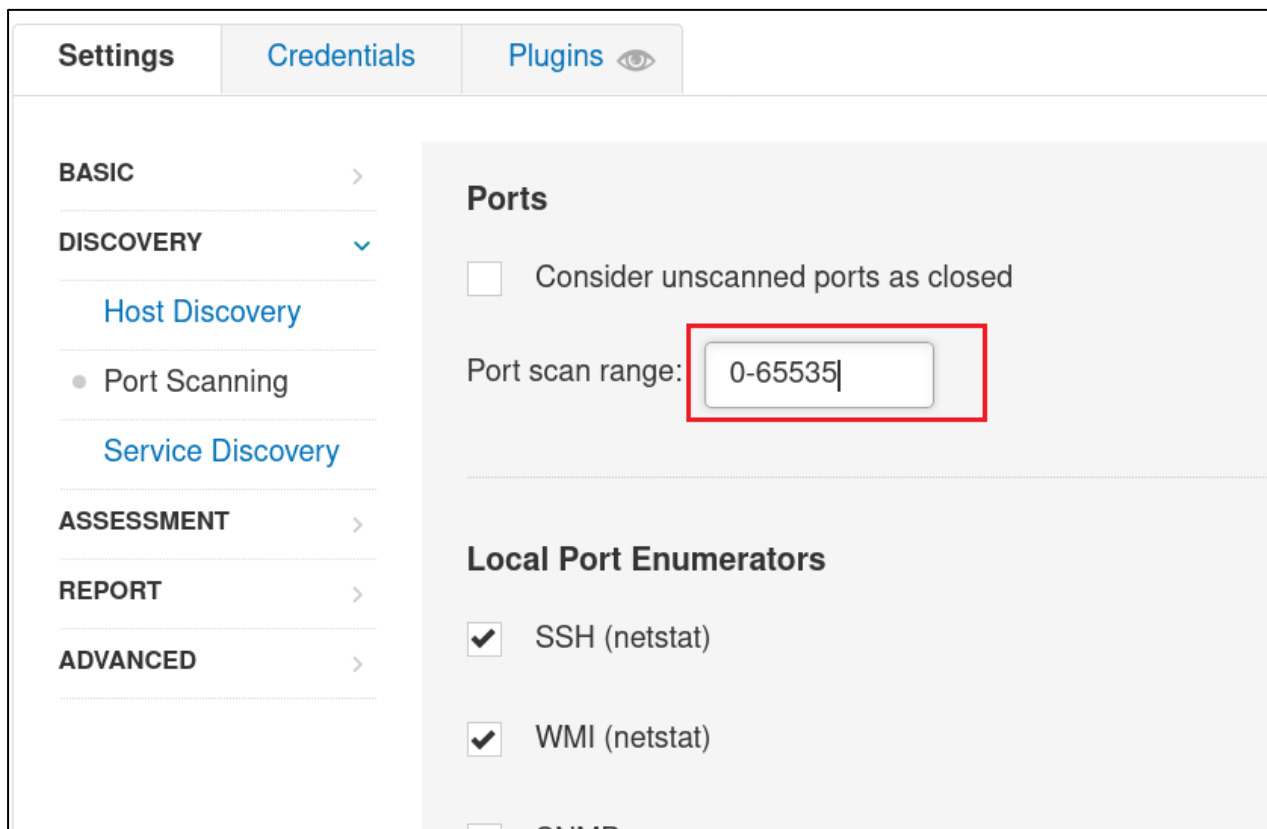 Settings
Credentials
Plugins
BASIC
DISCOVERY
Host Discovery
Port Scanning
Service Discovery
ASSESSMENT
REPORT
ADVANCED
Ports
Consider unscanned ports as closed
Port scan range: 0-65535
Local Port Enumerators
SSH (netstat)
WMI (netstat)